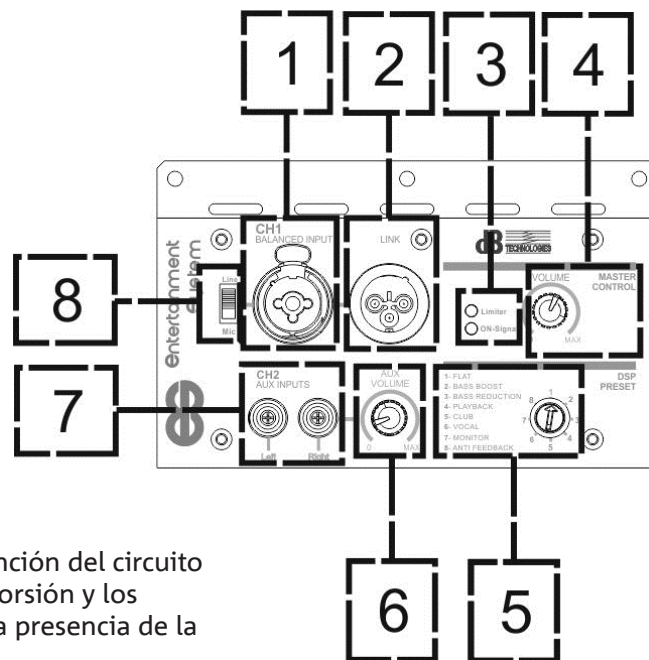 1 2 3 4
CH1
BALANCED INPUT
LINK
dB
TECHNOLOGIES
VOLUME
MASTER
CONTROL
MAX
Line
Mic
Limiter
ON-Signal
8
Entertainment
System
ES
CH2
AUX INPUTS
Left Right
AUX
VOLUME
0 MAX
DSP
PRESET
1- FLAT
2- BASS BOOST
3- BASS REDUCTION
4- PLAYBACK
5- CLUB
6- VOCAL
7- MONITOR
8- ANTI FEEDBACK
1
2
3
4
5
6
7
8
7
nción del circuito
orsión y los
a presencia de la
6 5